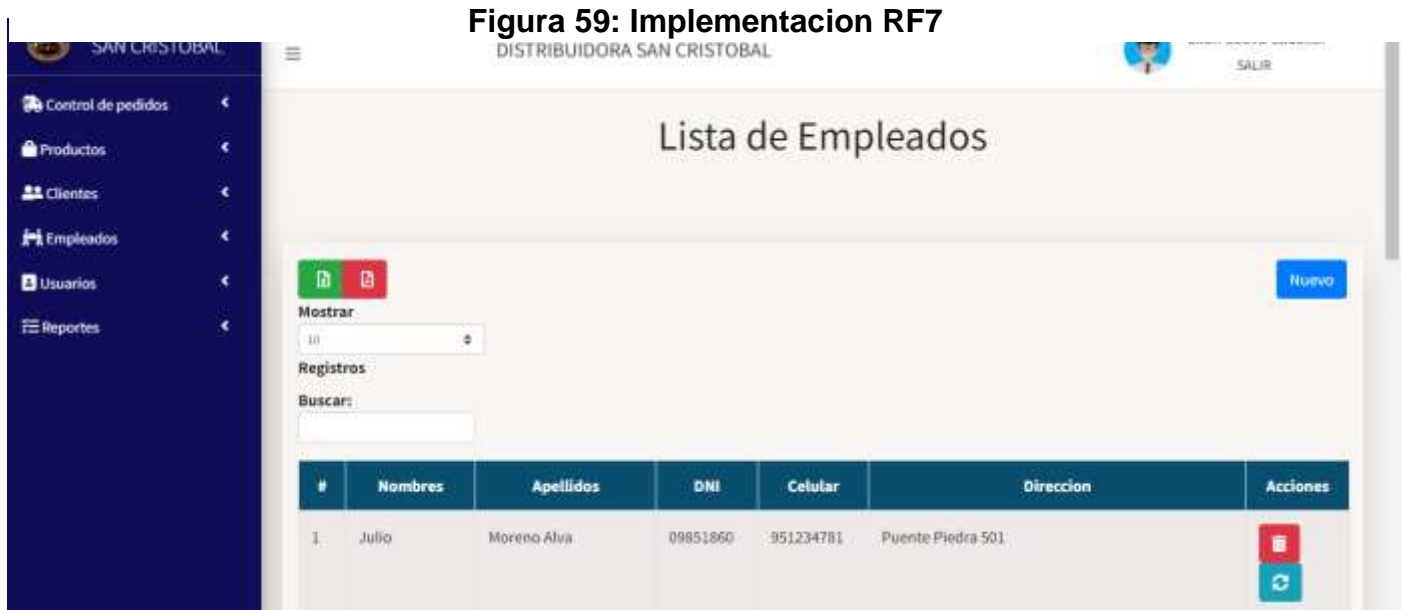 Figura 59: Implementacion RF7
SAN CRISTOBAL
DISTRIBUIDORA SAN CRISTOBAL
SALIR
Control de pedidos
Productos
Clientes
Empleados
Usuarios
Reportes
Lista de Empleados
Nuevo
Mostrar
10
Registros
Buscar:
# Nombres Apellidos DNI Celular Direccion Acciones
1 Julio Moreno Alva 09851860 951234781 Puente Piedra 501